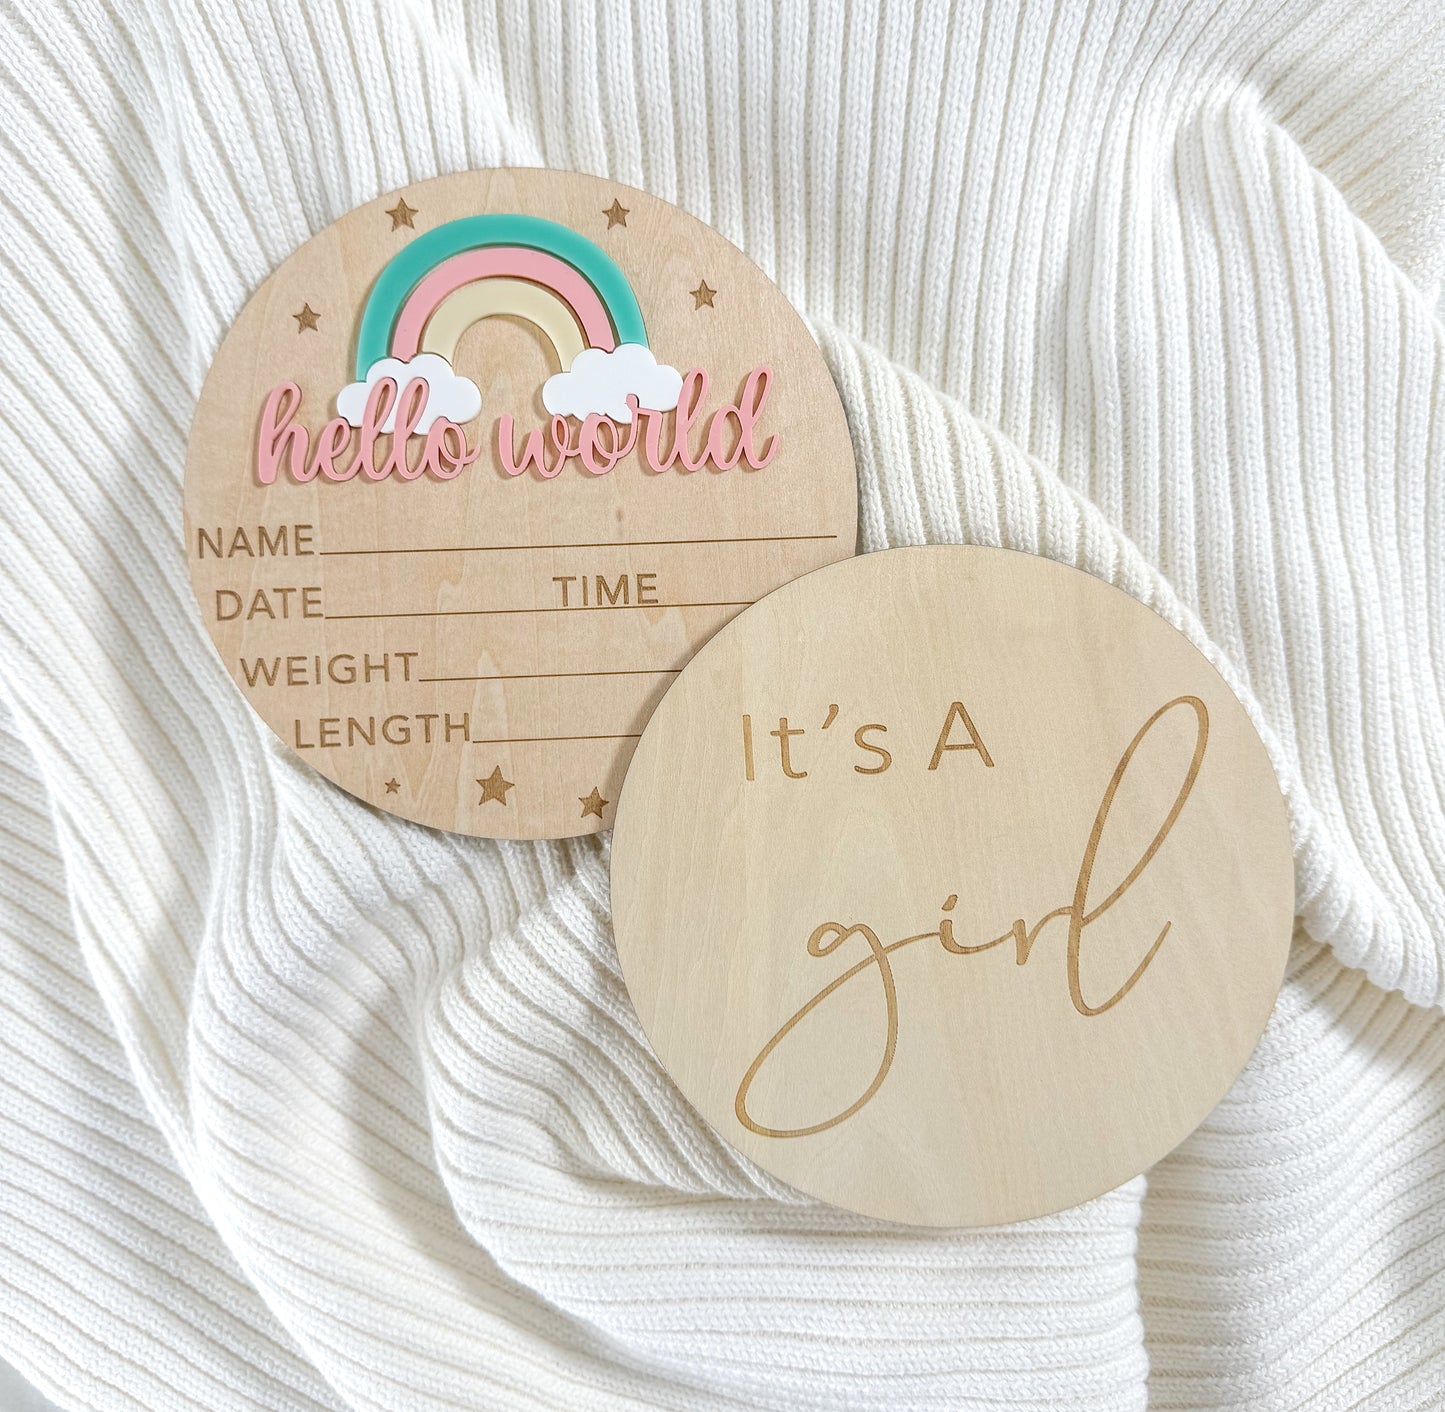 hello world
NAME
DATE TIME
WEIGHT
LENGTH
It's A
girl